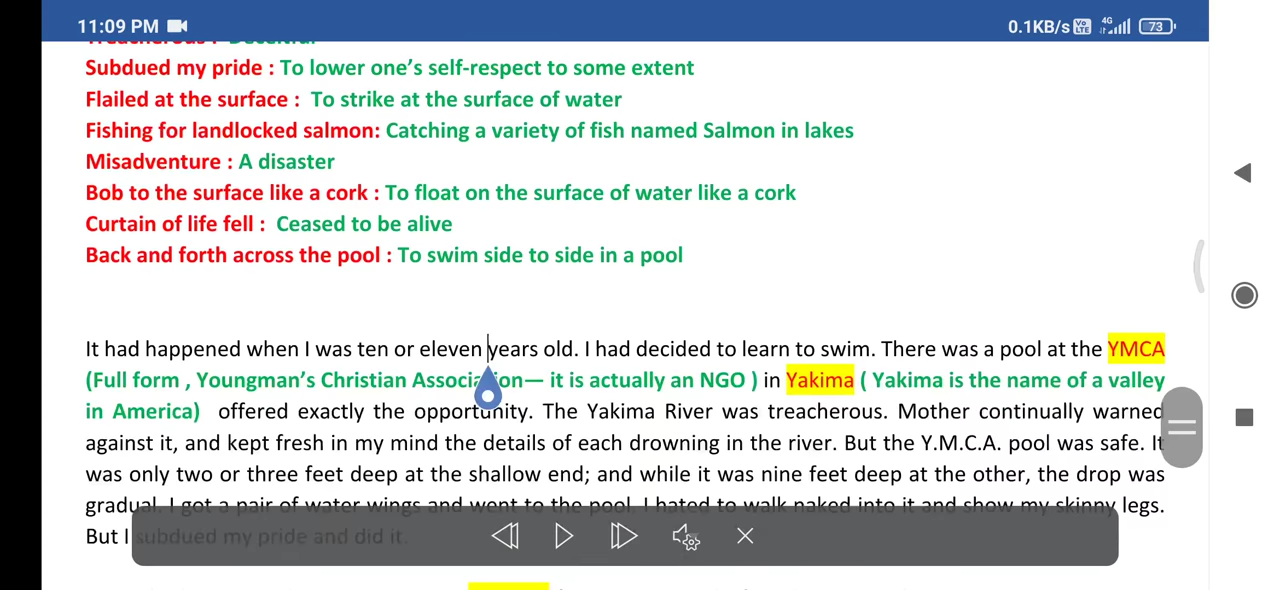 11:09 PM
0.1KB/s Vo LTE 4G 73
Treacherous : Deceitful
Subdued my pride : To lower one’s self-respect to some extent
Flailed at the surface : To strike at the surface of water
Fishing for landlocked salmon: Catching a variety of fish named Salmon in lakes
Misadventure : A disaster
Bob to the surface like a cork : To float on the surface of water like a cork
Curtain of life fell : Ceased to be alive
Back and forth across the pool : To swim side to side in a pool
It had happened when I was ten or eleven years old. I had decided to learn to swim. There was a pool at the YMCA
(Full form , Youngman’s Christian Association— it is actually an NGO ) in Yakima ( Yakima is the name of a valley
in America) offered exactly the opportunity. The Yakima River was treacherous. Mother continually warned
against it, and kept fresh in my mind the details of each drowning in the river. But the Y.M.C.A. pool was safe. It
was only two or three feet deep at the shallow end; and while it was nine feet deep at the other, the drop was
gradual. I got a pair of water wings and went to the pool. I hated to walk naked into it and show my skinny legs.
But I subdued my pride and did it.